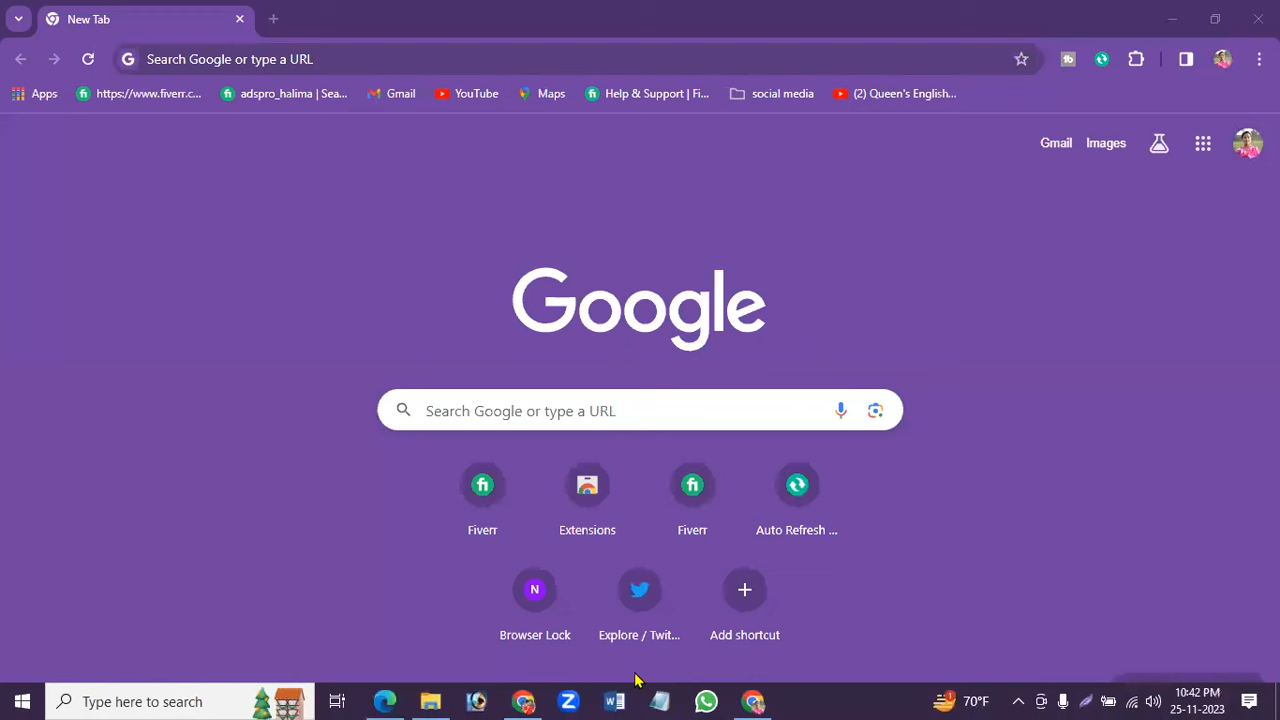 New Tab
Search Google or type a URL
Apps
https://www.fiverr.c...
adspro_halima | Sea...
Gmail
YouTube
Maps
Help & Support | Fi...
social media
(2) Queen's English...
Gmail
Images
Google
Search Google or type a URL
Fiverr
Extensions
Fiverr
Auto Refresh ...
N
Browser Lock
Explore / Twit...
Add shortcut
Type here to search
70°F
10:42 PM
25-11-2023